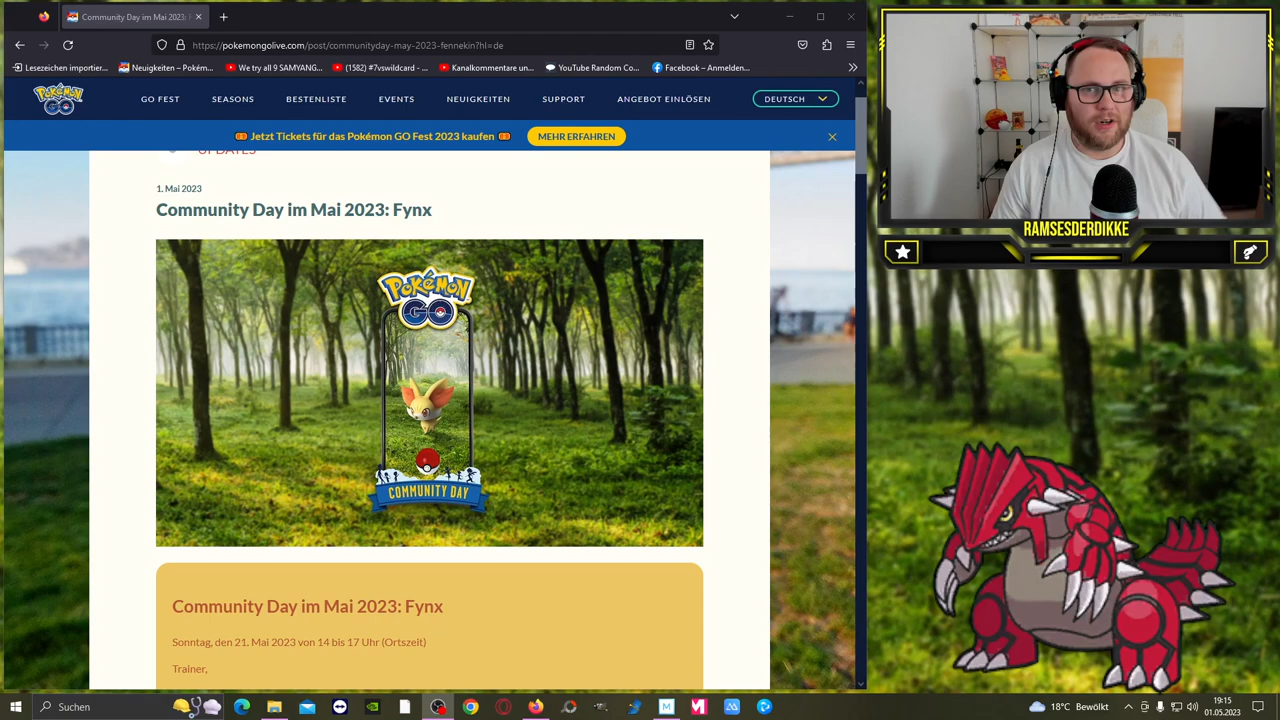 Community Day im Mai 2023: F
https://pokemongolive.com/post/communityday-may-2023-fennekin?hl=de
Lesezeichen importier...
Neuigkeiten – Pokém...
We try all 9 SAMYANG...
(1582) #7vswildcard - ...
Kanalkommentare un...
YouTube Random Co...
Facebook – Anmelden...
Pokémon GO
GO FEST
SEASONS
BESTENLISTE
EVENTS
NEUIGKEITEN
SUPPORT
ANGEBOT EINLÖSEN
DEUTSCH
Jetzt Tickets für das Pokémon GO Fest 2023 kaufen
MEHR ERFAHREN
UPDATES
1. Mai 2023
Community Day im Mai 2023: Fynx
Pokémon
GO
COMMUNITY DAY
Community Day im Mai 2023: Fynx
Sonntag, den 21. Mai 2023 von 14 bis 17 Uhr (Ortszeit)
Trainer,
RAMSESDERDIKKE
Suchen
18°C Bewölkt
19:15
01.05.2023